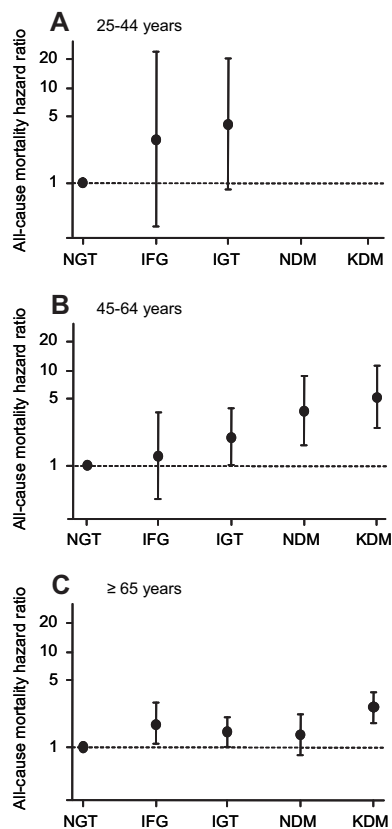 A
25-44 years
All-cause mortality hazard ratio
20
10
5
1
NGT IFG IGT NDM KDM
B
45-64 years
All-cause mortality hazard ratio
20
10
5
1
NGT IFG IGT NDM KDM
C
≥ 65 years
All-cause mortality hazard ratio
20
10
5
1
NGT IFG IGT NDM KDM